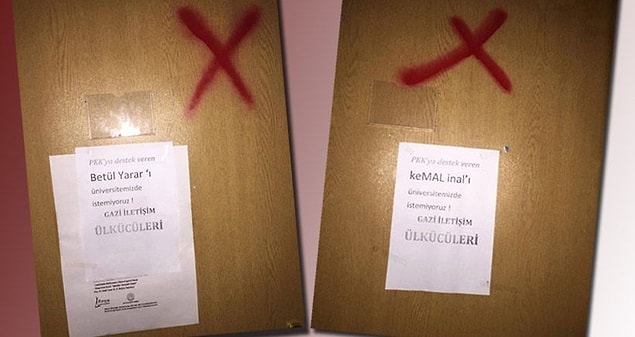 PKK'ya destek veren
Betül Yarar 'ı
üniversitemizde
istemiyoruz !
GAZİ İLETİŞİM
ÜLKÜCÜLERİ
PKK'ya destek veren
keMAL inal'ı
üniversitemizde
istemiyoruz !
GAZİ İLETİŞİM
ÜLKÜCÜLERİ